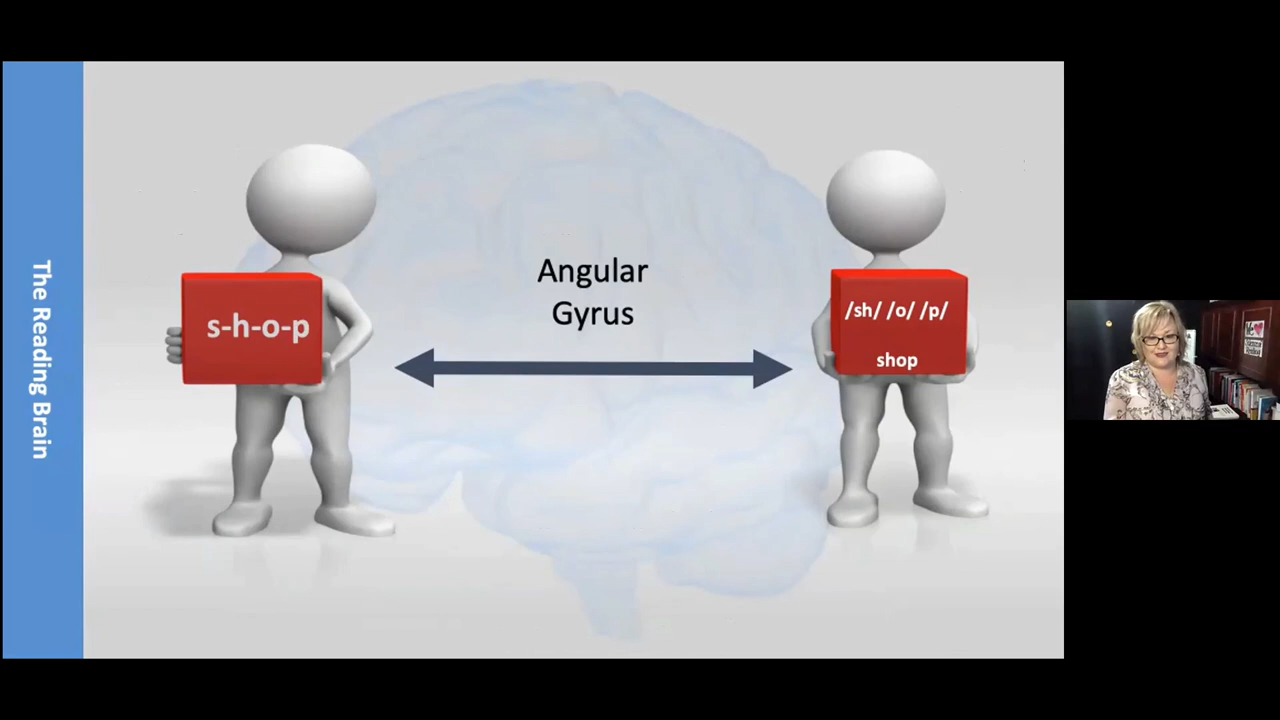 The Reading Brain
s-h-o-p
Angular
Gyrus
/sh/ /o/ /p/
shop